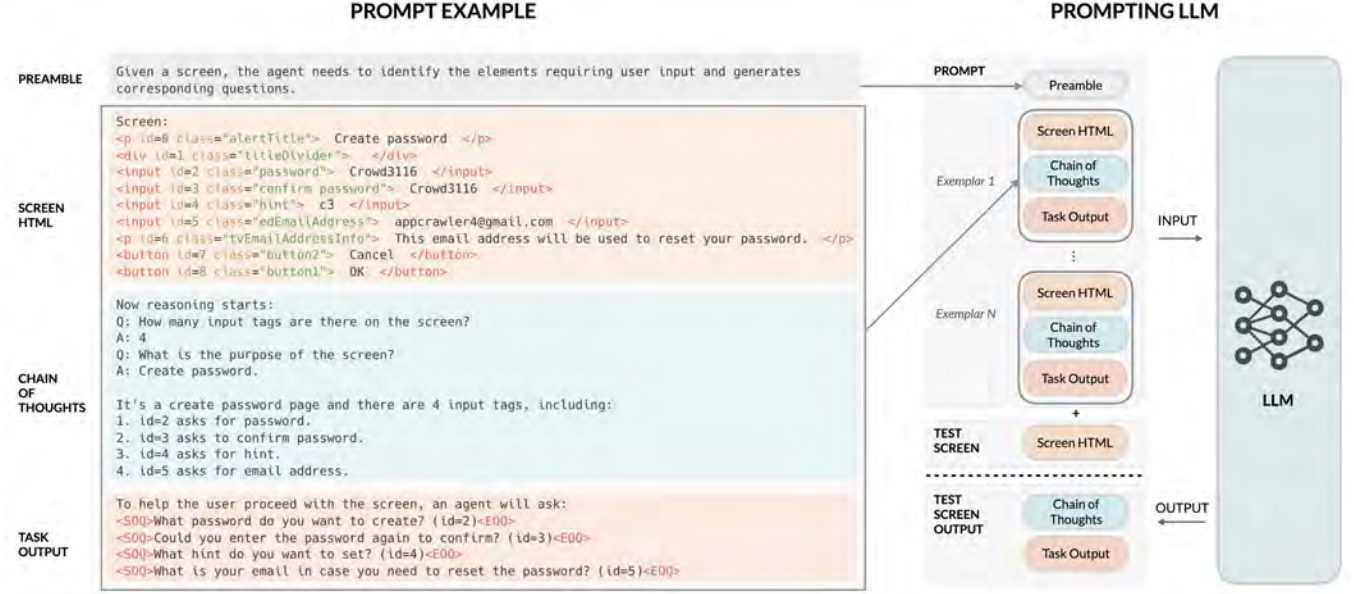 PROMPT EXAMPLE
PREAMBLE
Given a screen, the agent needs to identify the elements requiring user input and generates
corresponding questions.
SCREEN
HTML
Screen:
<p id=0 class="alertTitle"> Create password </p>
<div id=1 class="titleDivider"> </div>
<input id=2 class="password"> Crowd3116 </input>
<input id=3 class="confirm password"> Crowd3116 </input>
<input id=4 class="hint"> c3 </input>
<input id=5 class="edEmailAddress"> appcrawler4@gmail.com </input>
<p id=6 class="tvEmailAddressInfo"> This email address will be used to reset your password. </p>
<button id=7 class="button2"> Cancel </button>
<button id=8 class="button1"> OK </button>
CHAIN
OF
THOUGHTS
Now reasoning starts:
Q: How many input tags are there on the screen?
A: 4
Q: What is the purpose of the screen?
A: Create password.
It's a create password page and there are 4 input tags, including:
1. id=2 asks for password.
2. id=3 asks to confirm password.
3. id=4 asks for hint.
4. id=5 asks for email address.
TASK
OUTPUT
To help the user proceed with the screen, an agent will ask:
<SOQ>What password do you want to create? (id=2)<EOQ>
<SOQ>Could you enter the password again to confirm? (id=3)<EOQ>
<SOQ>What hint do you want to set? (id=4)<EOQ>
<SOQ>What is your email in case you need to reset the password? (id=5)<EOQ>
PROMPTING LLM
PROMPT
Preamble
Exemplar 1
Screen HTML
Chain of
Thoughts
Task Output
⋮
Exemplar N
Screen HTML
Chain of
Thoughts
Task Output
+
TEST
SCREEN
Screen HTML
TEST
SCREEN
OUTPUT
Chain of
Thoughts
Task Output
INPUT
OUTPUT
LLM